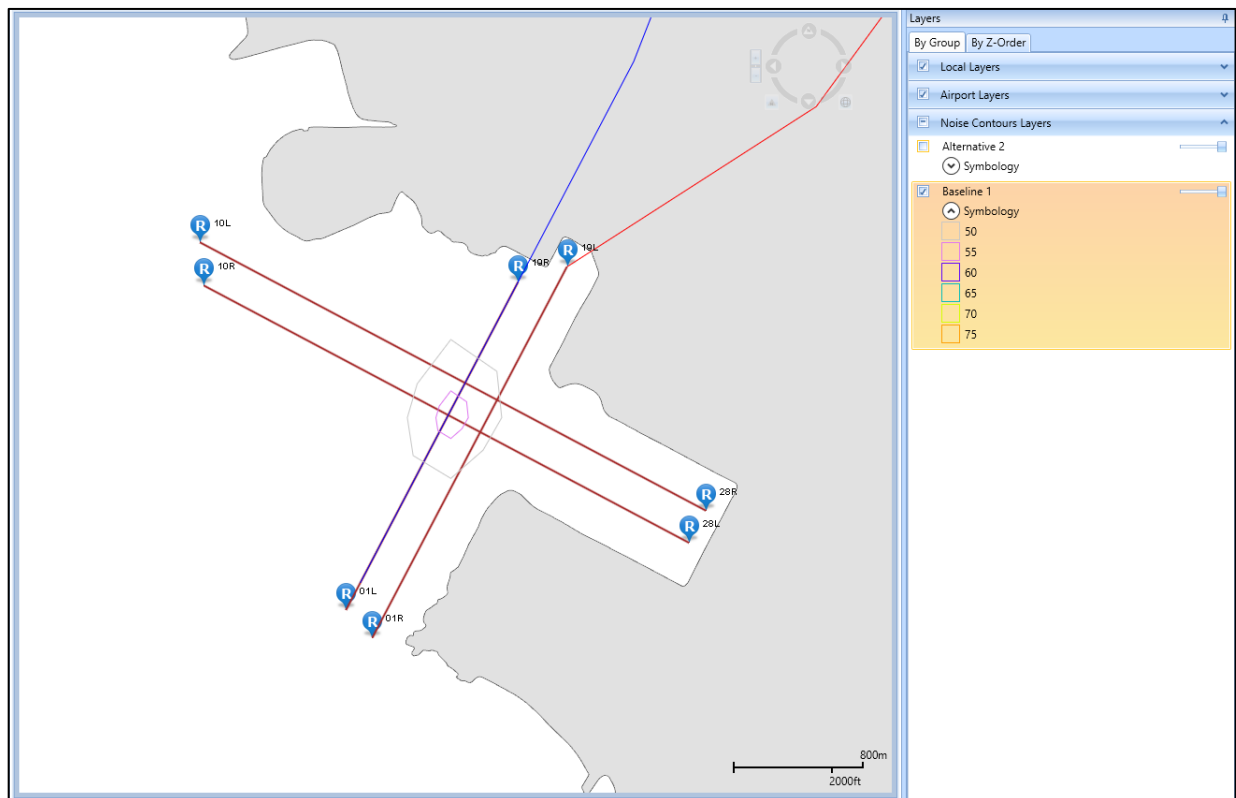 Layers
By Group By Z-Order
Local Layers
Airport Layers
Noise Contours Layers
Alternative 2
Symbology
Baseline 1
Symbology
50
55
60
65
70
75
R 10L
R 10R
R 19R
R 19L
R 28R
R 28L
R 01L
R 01R
800m
2000ft